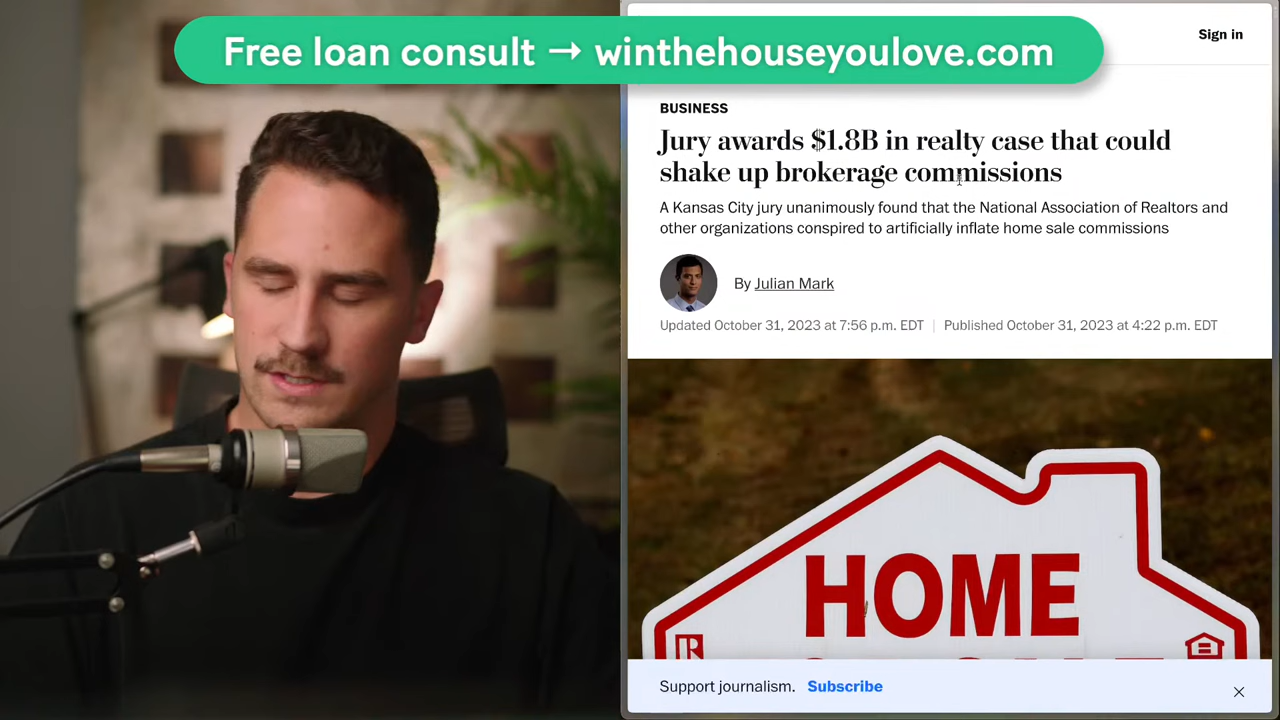 Free loan consult → winthehouseyoulove.com
Sign in
BUSINESS
Jury awards $1.8B in realty case that could
shake up brokerage commissions
A Kansas City jury unanimously found that the National Association of Realtors and
other organizations conspired to artificially inflate home sale commissions
By Julian Mark
Updated October 31, 2023 at 7:56 p.m. EDT | Published October 31, 2023 at 4:22 p.m. EDT
HOME
R
Support journalism. Subscribe